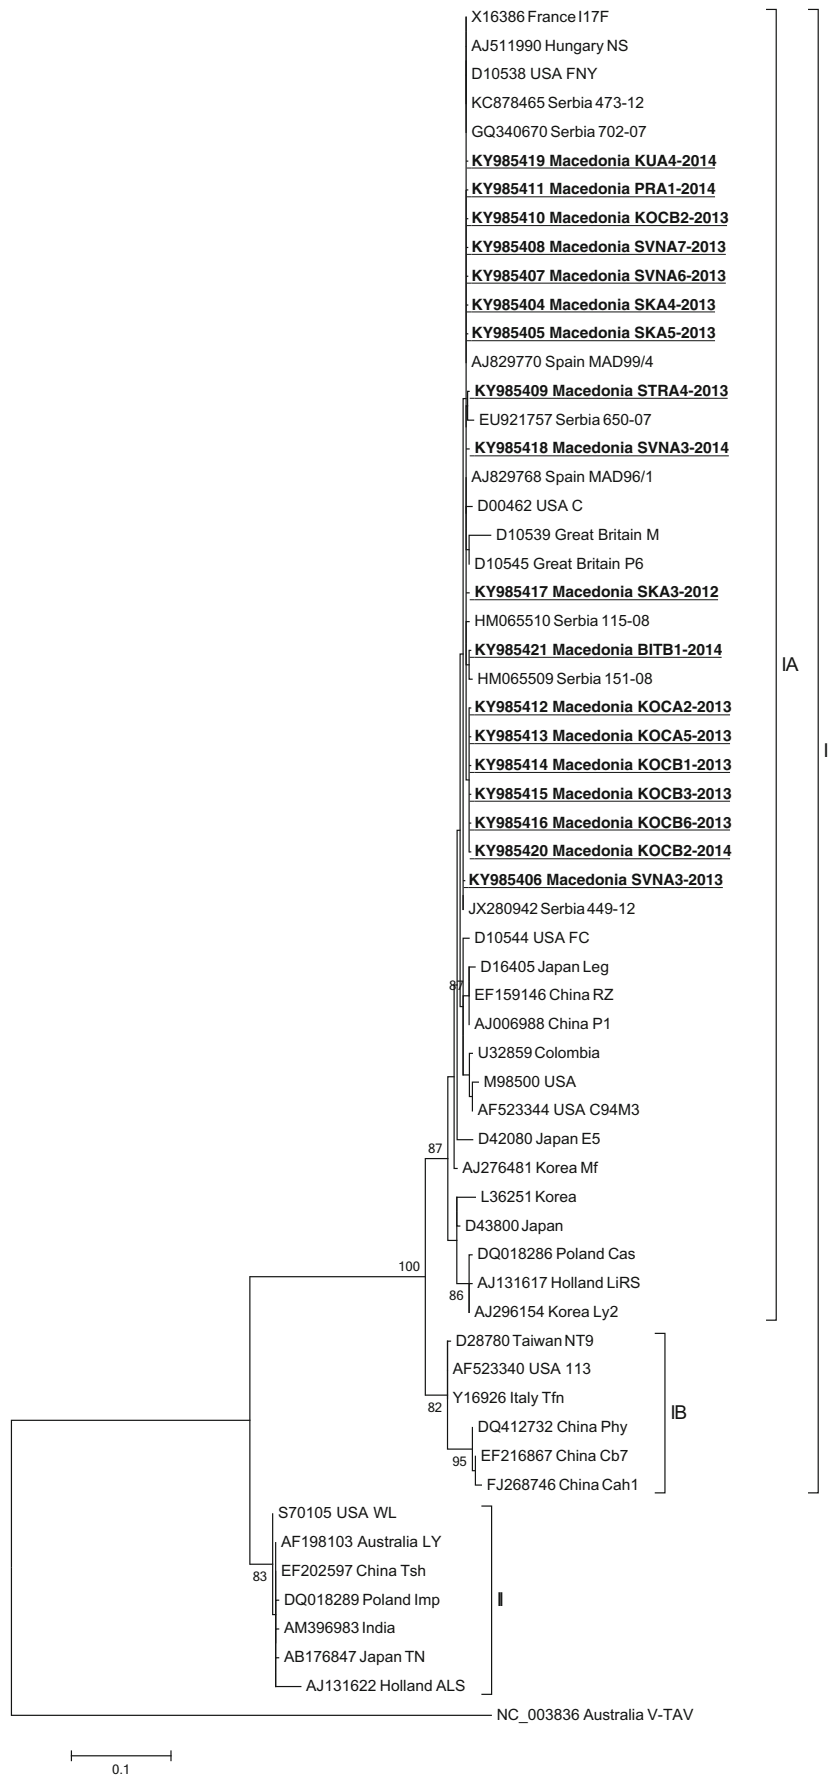 X16386 France I17F
AJ511990 Hungary NS
D10538 USA FNY
KC878465 Serbia 473-12
GQ340670 Serbia 702-07
KY985419 Macedonia KUA4-2014
KY985411 Macedonia PRA1-2014
KY985410 Macedonia KOCB2-2013
KY985408 Macedonia SVNA7-2013
KY985407 Macedonia SVNA6-2013
KY985404 Macedonia SKA4-2013
KY985405 Macedonia SKA5-2013
AJ829770 Spain MAD99/4
KY985409 Macedonia STRA4-2013
EU921757 Serbia 650-07
KY985418 Macedonia SVNA3-2014
AJ829768 Spain MAD96/1
D00462 USA C
D10539 Great Britain M
D10545 Great Britain P6
KY985417 Macedonia SKA3-2012
HM065510 Serbia 115-08
KY985421 Macedonia BITB1-2014
IA
HM065509 Serbia 151-08
KY985412 Macedonia KOCA2-2013
KY985413 Macedonia KOCA5-2013
I
KY985414 Macedonia KOCB1-2013
KY985415 Macedonia KOCB3-2013
KY985416 Macedonia KOCB6-2013
KY985420 Macedonia KOCB2-2014
KY985406 Macedonia SVNA3-2013
JX280942 Serbia 449-12
D10544 USA FC
D16405 Japan Leg
87
EF159146 China RZ
AJ006988 China P1
U32859 Colombia
M98500 USA
AF523344 USA C94M3
D42080 Japan E5
87
AJ276481 Korea Mf
L36251 Korea
D43800 Japan
DQ018286 Poland Cas
100
AJ131617 Holland LiRS
86
AJ296154 Korea Ly2
D28780 Taiwan NT9
AF523340 USA 113
Y16926 Italy Tfn
82
IB
DQ412732 China Phy
EF216867 China Cb7
95
FJ268746 China Cah1
S70105 USA WL
AF198103 Australia LY
EF202597 China Tsh
83
DQ018289 Poland Imp
II
AM396983 India
AB176847 Japan TN
AJ131622 Holland ALS
NC_003836 Australia V-TAV
0.1